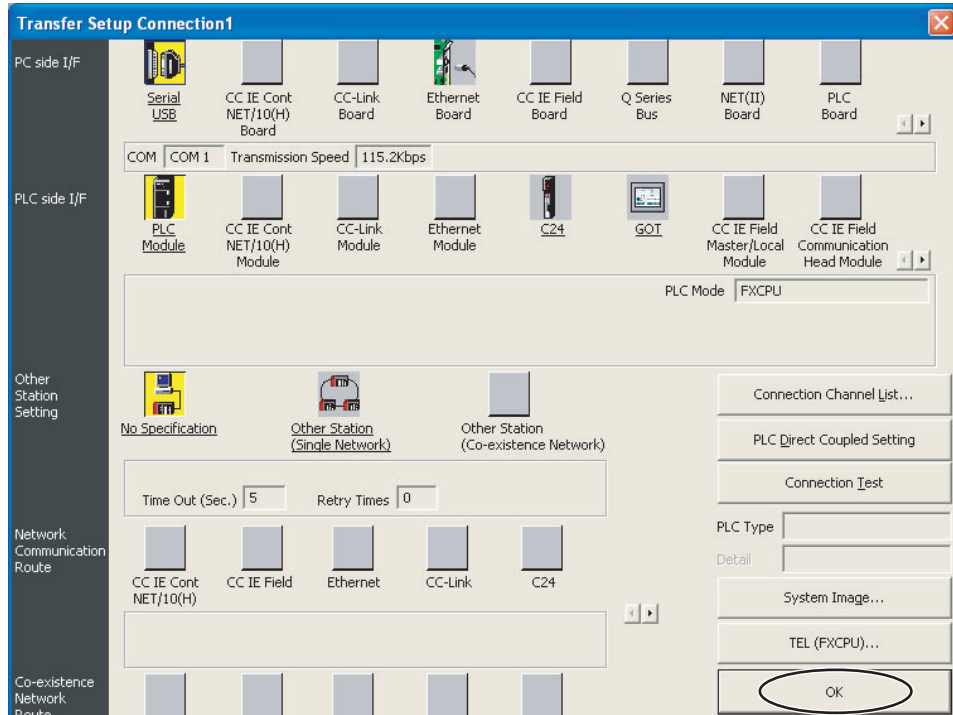 Transfer Setup Connection1
PC side I/F
Serial
USB
CC IE Cont
NET/10(H)
Board
CC-Link
Board
Ethernet
Board
CC IE Field
Board
Q Series
Bus
NET(II)
Board
PLC
Board
COM COM 1 Transmission Speed 115.2Kbps
PLC side I/F
PLC
Module
CC IE Cont
NET/10(H)
Module
CC-Link
Module
Ethernet
Module
C24
GOT
CC IE Field
Master/Local
Module
CC IE Field
Communication
Head Module
PLC Mode FXCPU
Other
Station
Setting
No Specification
Other Station
(Single Network)
Other Station
(Co-existence Network)
Time Out (Sec.) 5 Retry Times 0
Connection Channel List...
PLC Direct Coupled Setting
Connection Test
PLC Type
Detail
System Image...
TEL (FXCPU)...
OK
Network
Communication
Route
CC IE Cont
NET/10(H)
CC IE Field
Ethernet
CC-Link
C24
Co-existence
Network
Route